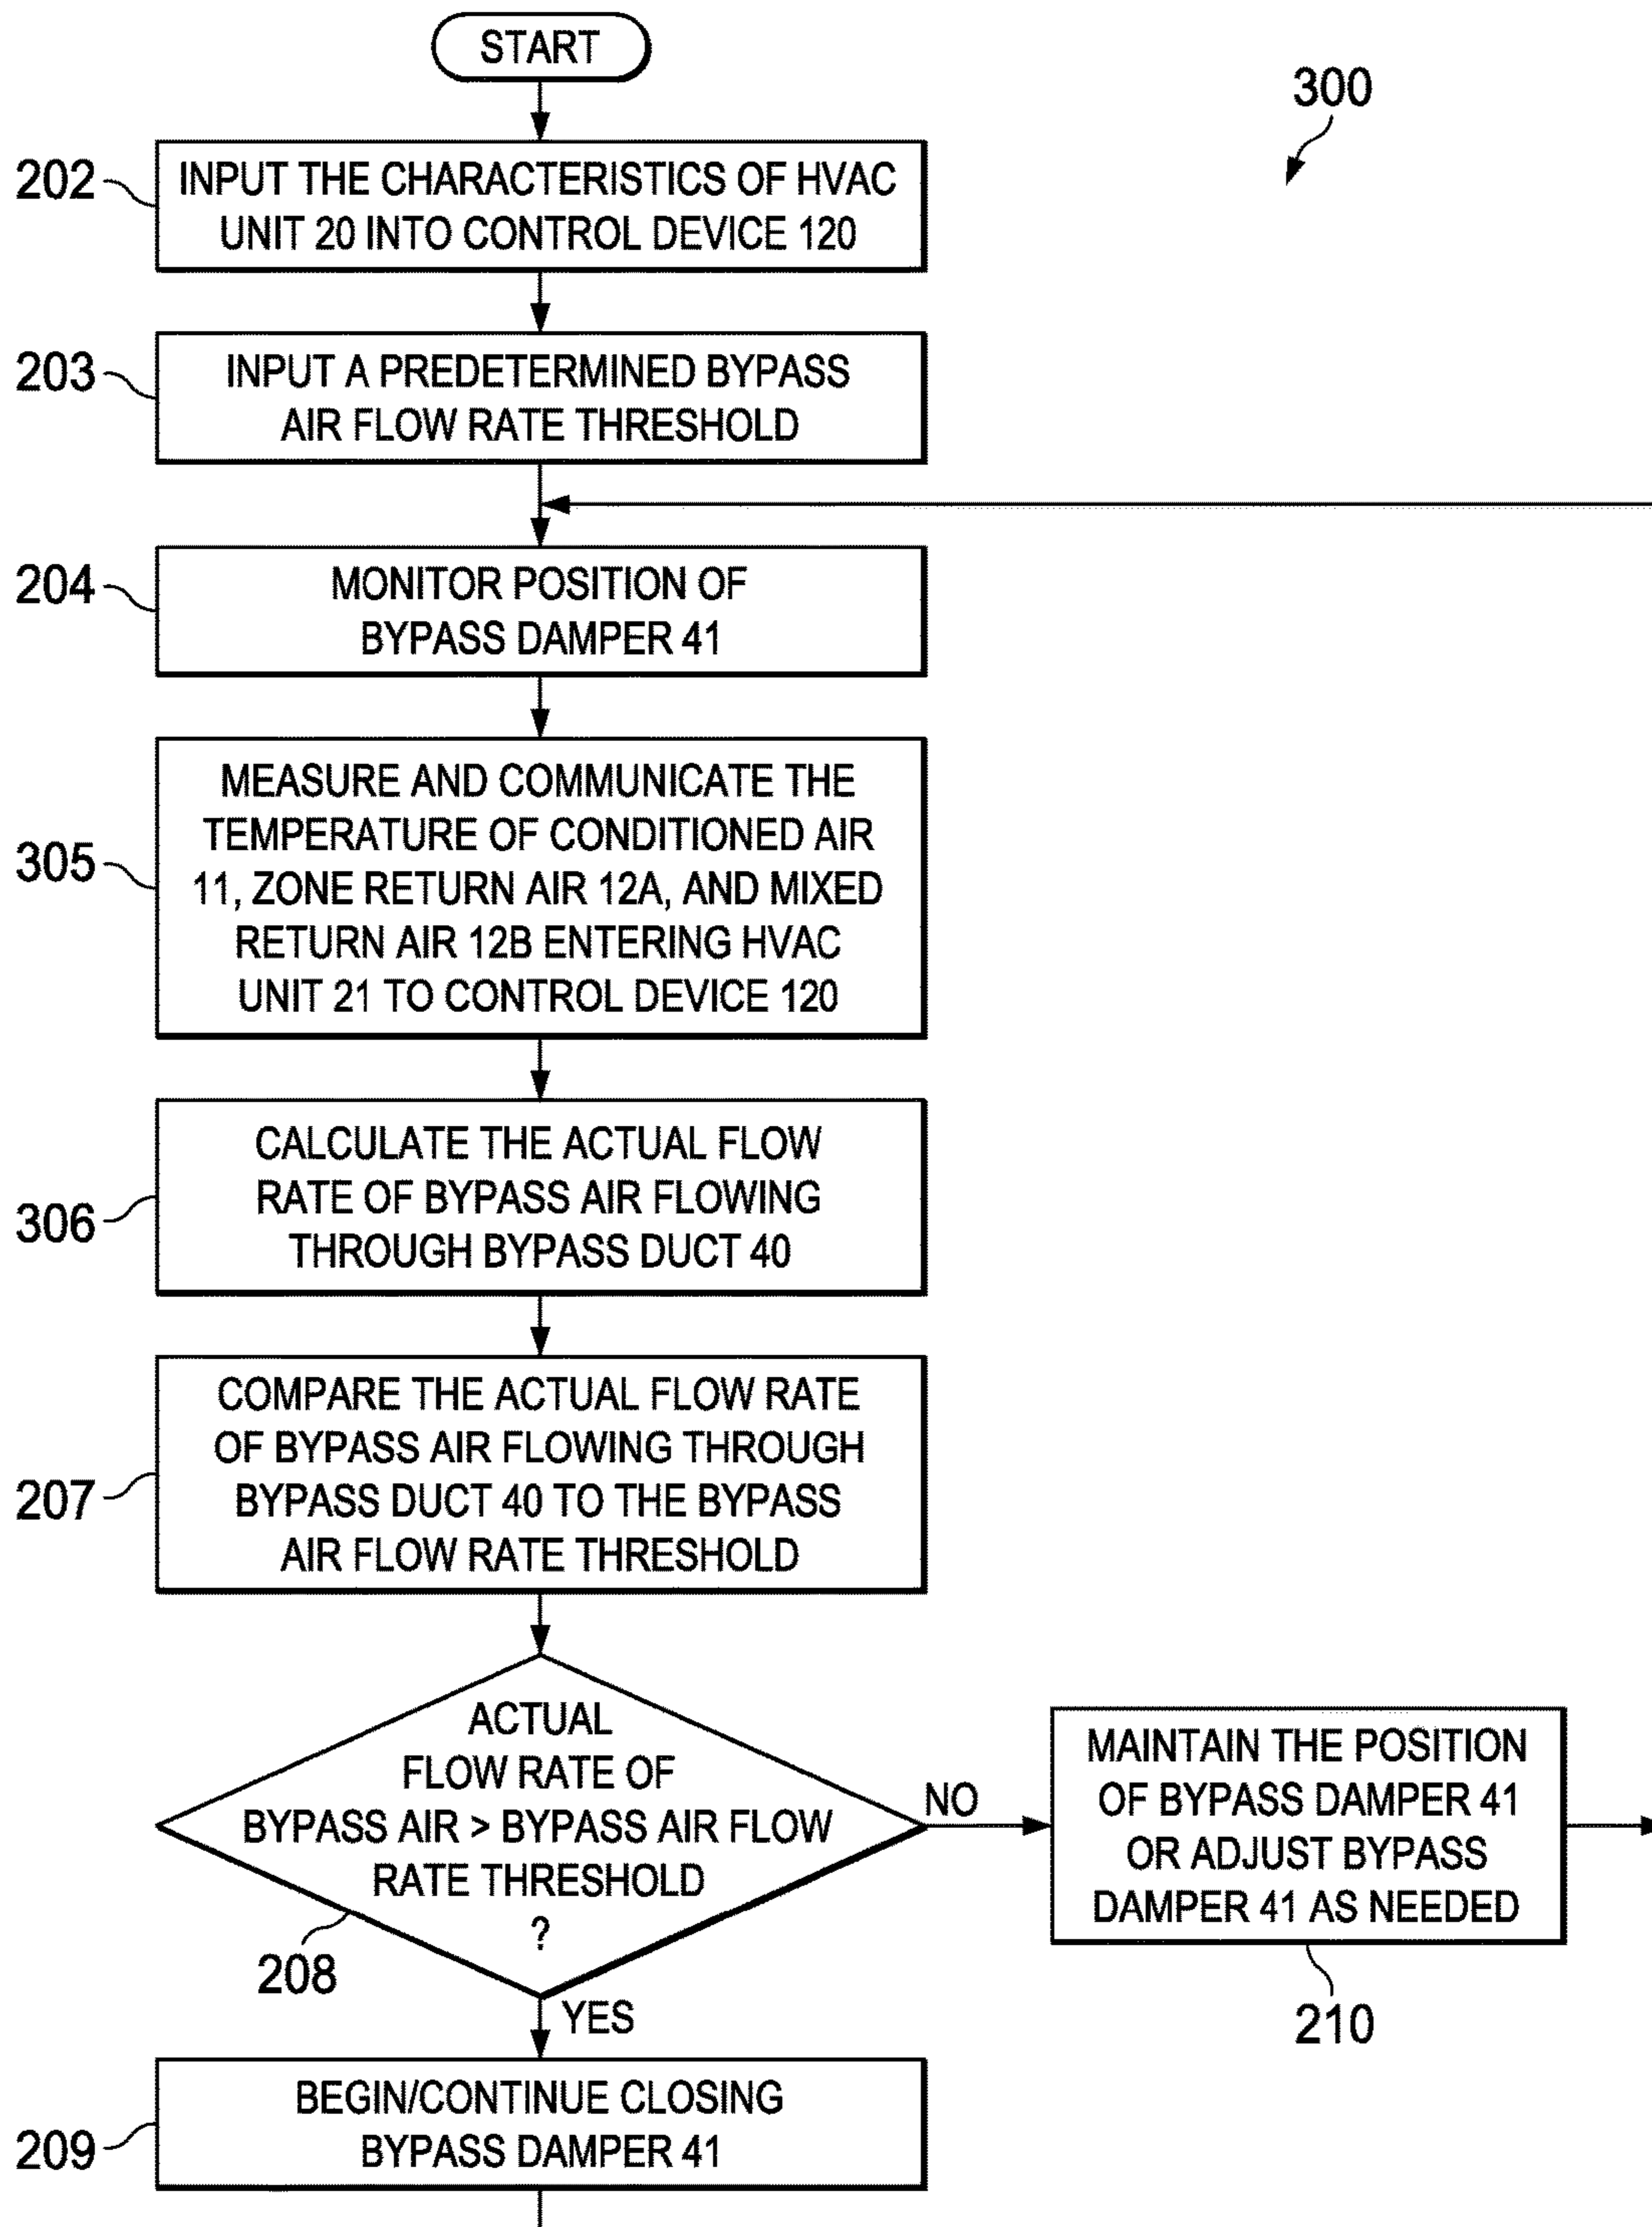 START
300
202
INPUT THE CHARACTERISTICS OF HVAC
UNIT 20 INTO CONTROL DEVICE 120
203
INPUT A PREDETERMINED BYPASS
AIR FLOW RATE THRESHOLD
204
MONITOR POSITION OF
BYPASS DAMPER 41
305
MEASURE AND COMMUNICATE THE
TEMPERATURE OF CONDITIONED AIR
11, ZONE RETURN AIR 12A, AND MIXED
RETURN AIR 12B ENTERING HVAC
UNIT 21 TO CONTROL DEVICE 120
306
CALCULATE THE ACTUAL FLOW
RATE OF BYPASS AIR FLOWING
THROUGH BYPASS DUCT 40
207
COMPARE THE ACTUAL FLOW RATE
OF BYPASS AIR FLOWING THROUGH
BYPASS DUCT 40 TO THE BYPASS
AIR FLOW RATE THRESHOLD
ACTUAL
FLOW RATE OF
BYPASS AIR > BYPASS AIR FLOW
RATE THRESHOLD
?
208
NO
MAINTAIN THE POSITION
OF BYPASS DAMPER 41
OR ADJUST BYPASS
DAMPER 41 AS NEEDED
210
YES
209
BEGIN/CONTINUE CLOSING
BYPASS DAMPER 41